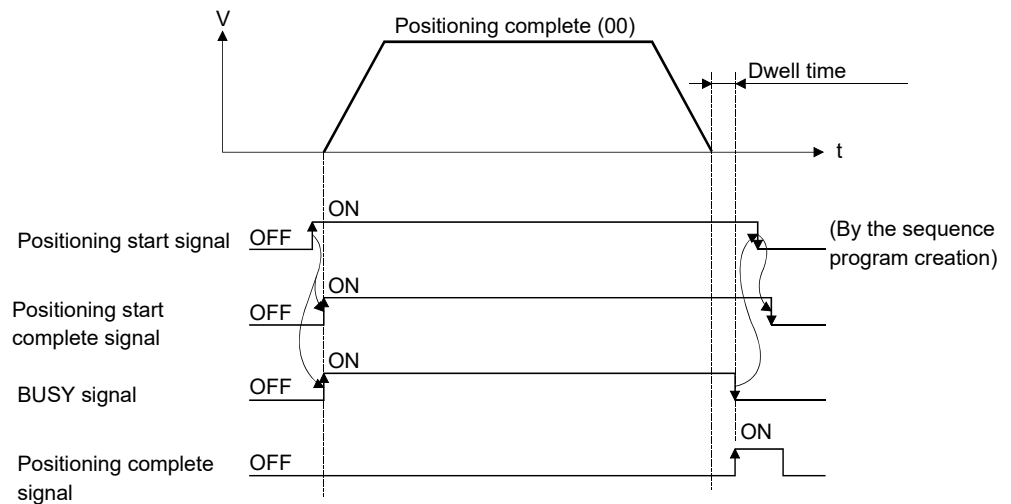 V
Positioning complete (00)
Dwell time
t
ON
Positioning start signal
OFF
(By the sequence
program creation)
ON
Positioning start
complete signal
OFF
ON
BUSY signal
OFF
ON
Positioning complete
signal
OFF